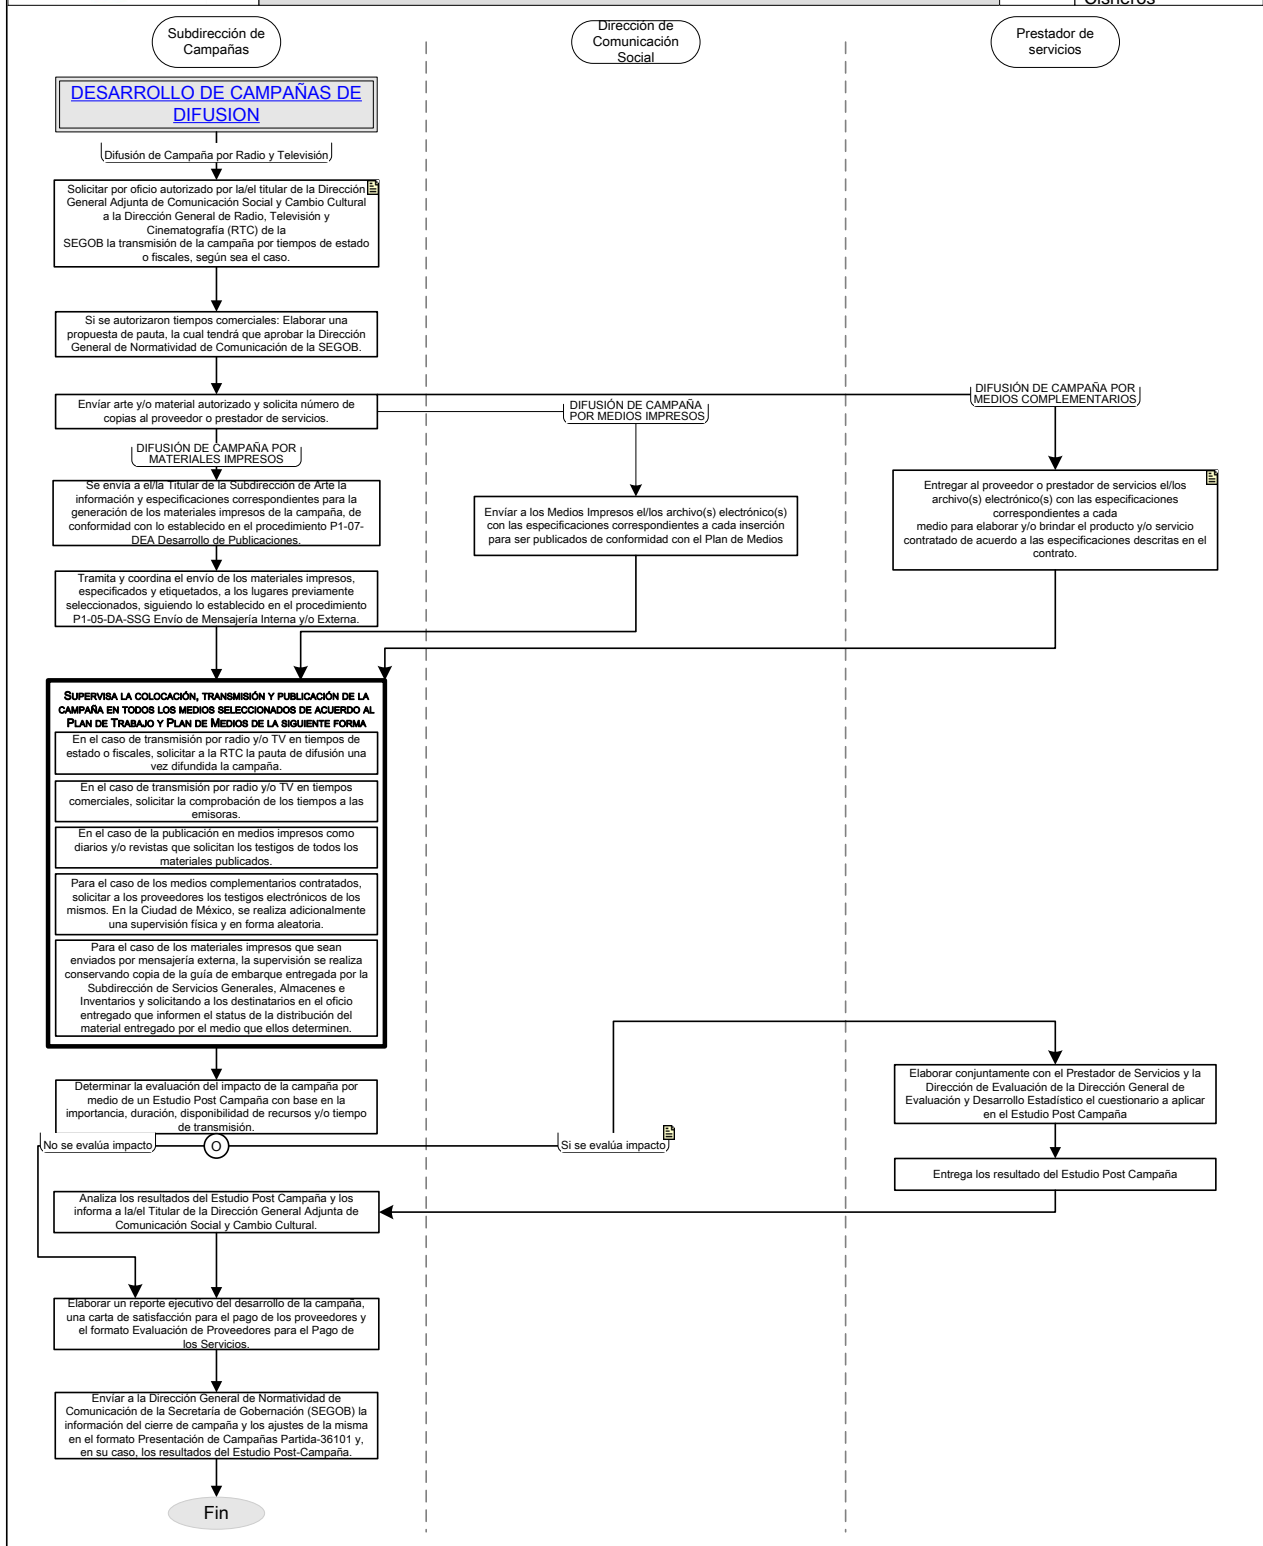 Cisneros
Subdirección de
Campañas
Dirección de
Comunicación
Social
Prestador de
servicios
DESARROLLO DE CAMPAÑAS DE
DIFUSION
Difusión de Campaña por Radio y Televisión
Solicitar por oficio autorizado por la/el titular de la Dirección
General Adjunta de Comunicación Social y Cambio Cultural
a la Dirección General de Radio, Televisión y
Cinematografía (RTC) de la
SEGOB la transmisión de la campaña por tiempos de estado
o fiscales, según sea el caso.
Si se autorizaron tiempos comerciales: Elaborar una
propuesta de pauta, la cual tendrá que aprobar la Dirección
General de Normatividad de Comunicación de la SEGOB.
Envíar arte y/o material autorizado y solicita número de
copias al proveedor o prestador de servicios.
DIFUSIÓN DE CAMPAÑA
POR MEDIOS IMPRESOS
DIFUSIÓN DE CAMPAÑA POR
MEDIOS COMPLEMENTARIOS
DIFUSIÓN DE CAMPAÑA POR
MATERIALES IMPRESOS
Se envía a el/la Titular de la Subdirección de Arte la
información y especificaciones correspondientes para la
generación de los materiales impresos de la campaña, de
conformidad con lo establecido en el procedimiento P1-07-
DEA Desarrollo de Publicaciones.
Envíar a los Medios Impresos el/los archivo(s) electrónico(s)
con las especificaciones correspondientes a cada inserción
para ser publicados de conformidad con el Plan de Medios
Entregar al proveedor o prestador de servicios el/los
archivo(s) electrónico(s) con las especificaciones
correspondientes a cada
medio para elaborar y/o brindar el producto y/o servicio
contratado de acuerdo a las especificaciones descritas en el
contrato.
Tramita y coordina el envío de los materiales impresos,
especificados y etiquetados, a los lugares previamente
seleccionados, siguiendo lo establecido en el procedimiento
P1-05-DA-SSG Envío de Mensajería Interna y/o Externa.
SUPERVISA LA COLOCACIÓN, TRANSMISIÓN Y PUBLICACIÓN DE LA
CAMPAÑA EN TODOS LOS MEDIOS SELECCIONADOS DE ACUERDO AL
PLAN DE TRABAJO Y PLAN DE MEDIOS DE LA SIGUIENTE FORMA
En el caso de transmisión por radio y/o TV en tiempos de
estado o fiscales, solicitar a la RTC la pauta de difusión una
vez difundida la campaña.
En el caso de transmisión por radio y/o TV en tiempos
comerciales, solicitar la comprobación de los tiempos a las
emisoras.
En el caso de la publicación en medios impresos como
diarios y/o revistas que solicitan los testigos de todos los
materiales publicados.
Para el caso de los medios complementarios contratados,
solicitar a los proveedores los testigos electrónicos de los
mismos. En la Ciudad de México, se realiza adicionalmente
una supervisión física y en forma aleatoria.
Para el caso de los materiales impresos que sean
enviados por mensajería externa, la supervisión se realiza
conservando copia de la guía de embarque entregada por la
Subdirección de Servicios Generales, Almacenes e
Inventarios y solicitando a los destinatarios en el oficio
entregado que informen el status de la distribución del
material entregado por el medio que ellos determinen.
Determinar la evaluación del impacto de la campaña por
medio de un Estudio Post Campaña con base en la
importancia, duración, disponibilidad de recursos y/o tiempo
de transmisión.
Elaborar conjuntamente con el Prestador de Servicios y la
Dirección de Evaluación de la Dirección General de
Evaluación y Desarrollo Estadístico el cuestionario a aplicar
en el Estudio Post Campaña
No se evalúa impacto
O
Si se evalúa impacto
Entrega los resultado del Estudio Post Campaña
Analiza los resultados del Estudio Post Campaña y los
informa a la/el Titular de la Dirección General Adjunta de
Comunicación Social y Cambio Cultural.
Elaborar un reporte ejecutivo del desarrollo de la campaña,
una carta de satisfacción para el pago de los proveedores y
el formato Evaluación de Proveedores para el Pago de
los Servicios.
Envíar a la Dirección General de Normatividad de
Comunicación de la Secretaría de Gobernación (SEGOB) la
información del cierre de campaña y los ajustes de la misma
en el formato Presentación de Campañas Partida-36101 y,
en su caso, los resultados del Estudio Post-Campaña.
Fin